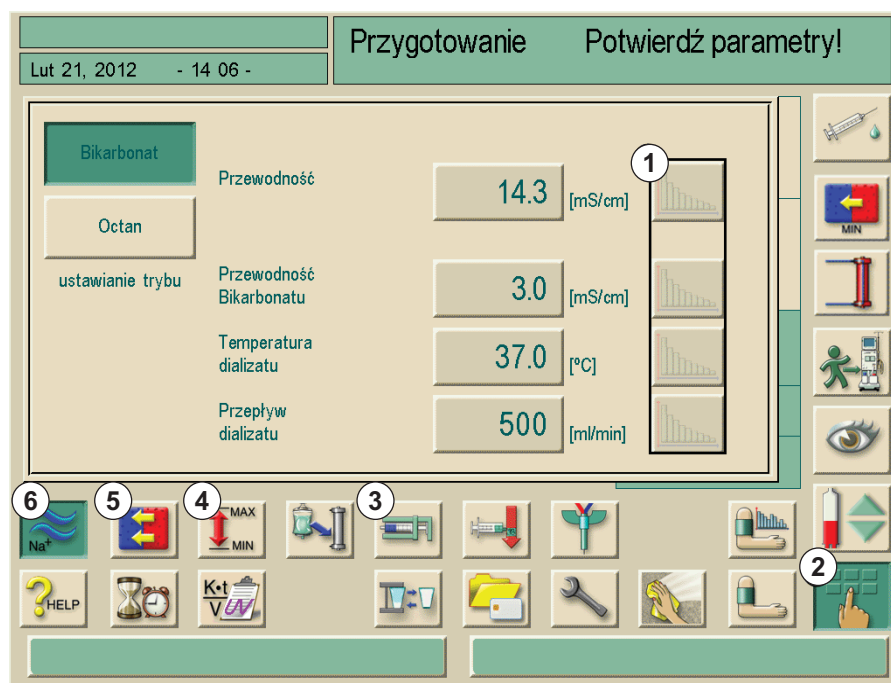 Przygotowanie Potwierdź parametry!
Lut 21, 2012 - 14 06 -
Bikarbonat
Octan
ustawianie trybu
1
Przewodność 14.3 [mS/cm]
Przewodność
Bikarbonatu 3.0 [mS/cm]
Temperatura
dializatu 37.0 [ºC]
Przepływ
dializatu 500 [ml/min]
MIN
6
5
4
3
Na+
MAX
MIN
2
?HELP
K•t
V
UV